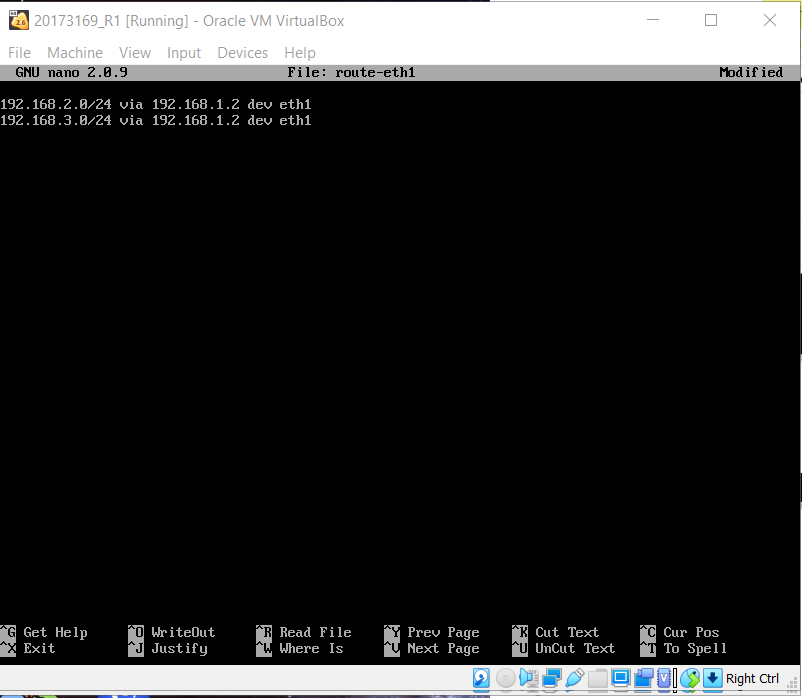 20173169_R1 [Running] - Oracle VM VirtualBox
File Machine View Input Devices Help
GNU nano 2.0.9 File: route-eth1 Modified
192.168.2.0/24 via 192.168.1.2 dev eth1
192.168.3.0/24 via 192.168.1.2 dev eth1
^G Get Help ^O WriteOut ^R Read File ^Y Prev Page ^K Cut Text ^C Cur Pos
^X Exit ^J Justify ^W Where Is ^V Next Page ^U UnCut Text ^T To Spell
Right Ctrl